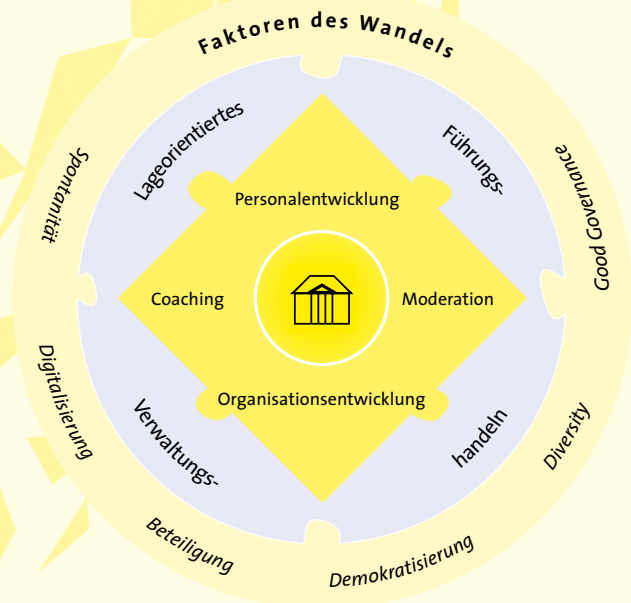 Faktoren des Wandels
Lageorientiertes
Führungs-
Verwaltungs-
handeln
Spontanität
Good Governance
Digitalisierung
Diversity
Beteiligung
Demokratisierung
Personalentwicklung
Coaching
Moderation
Organisationsentwicklung